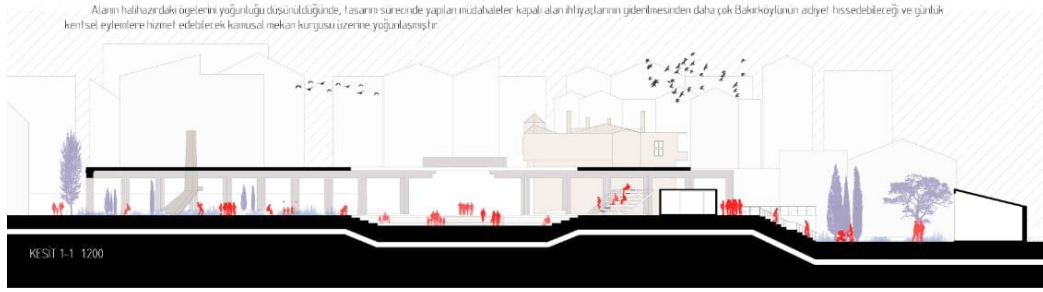 Alanın halihazırdaki ögelerini yoğunluğu düşünüldüğünde, tasarım sürecinde yapılan müdahaleler kapalı alan ihtiyaçlarının giderilmesinden daha çok Bakırköylünün aidiyet hissedebileceği ve günlük
kentsel eylemlere hizmet edebilecek kamusal mekan kurgusu üzerine yoğunlaşmıştır.
KESİT 1-1 1200